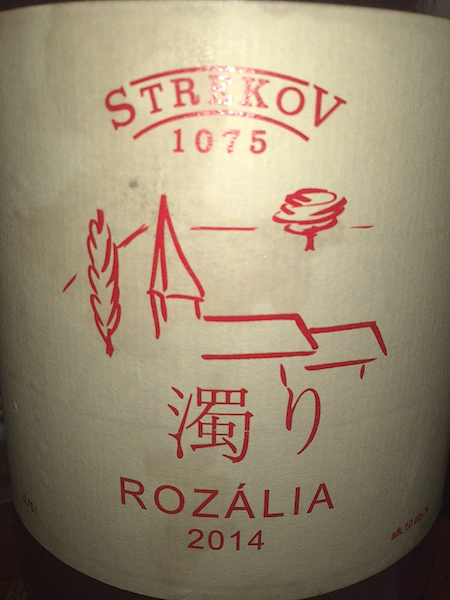 STREKOV
1075
濁り
ROZÁLIA
2014